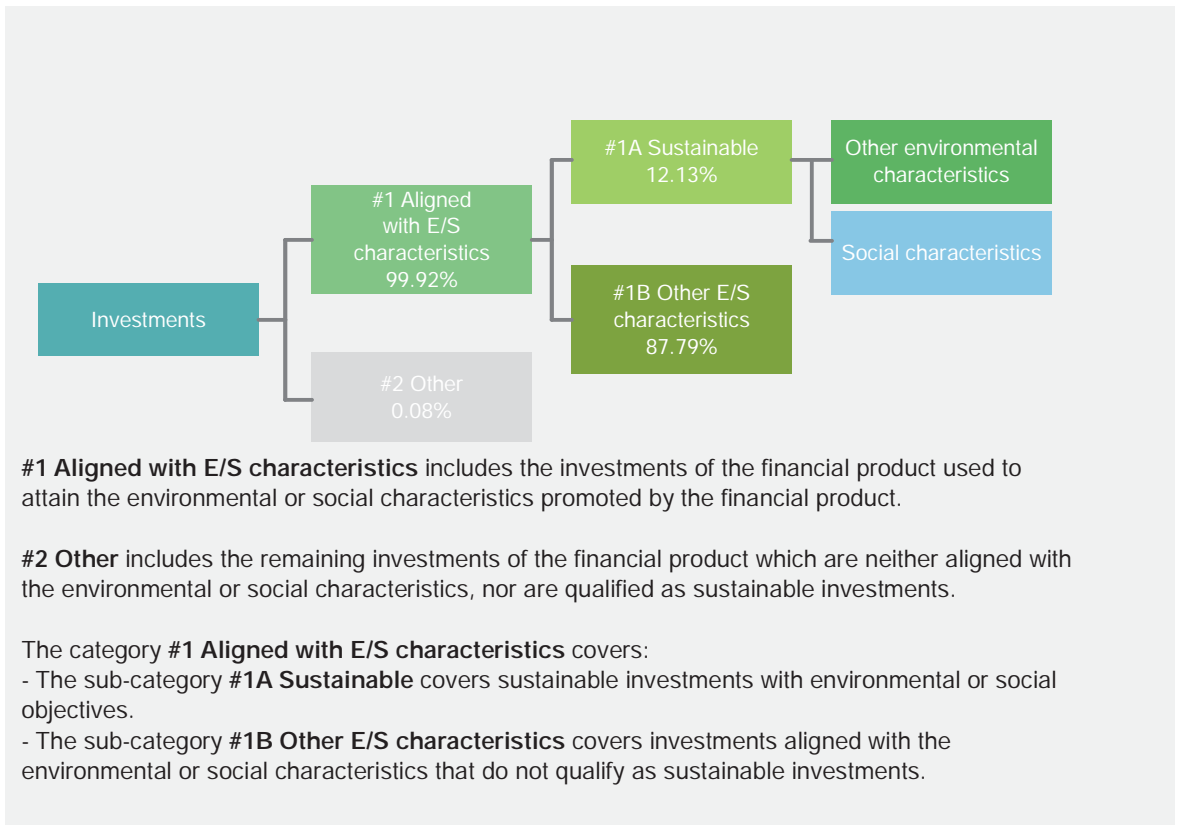 #1A Sustainable
12.13%
Other environmental
characteristics
#1 Aligned
with E/S
characteristics
99.92%
Social characteristics
Investments
#1B Other E/S
characteristics
87.79%
#2 Other
0.08%
#1 Aligned with E/S characteristics includes the investments of the financial product used to
attain the environmental or social characteristics promoted by the financial product.
#2 Other includes the remaining investments of the financial product which are neither aligned with
the environmental or social characteristics, nor are qualified as sustainable investments.
The category #1 Aligned with E/S characteristics covers:
- The sub-category #1A Sustainable covers sustainable investments with environmental or social
objectives.
- The sub-category #1B Other E/S characteristics covers investments aligned with the
environmental or social characteristics that do not qualify as sustainable investments.